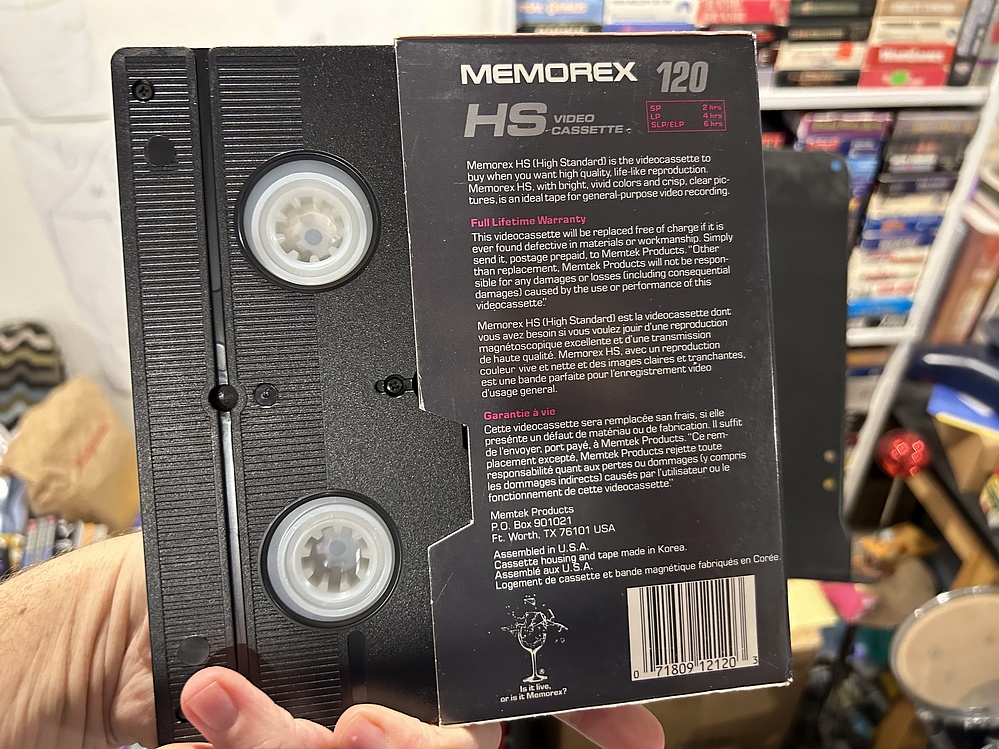 MEMOREX 120
HS VIDEO
CASSETTE
SP 2 hrs
LP 4 hrs
SLP/ELP 6 hrs
Memorex HS (High Standard) is the videocassette to
buy when you want high quality, life-like reproduction.
Memorex HS, with bright, vivid colors and crisp, clear pic-
tures, is an ideal tape for general-purpose video recording.
Full Lifetime Warranty
This videocassette will be replaced free of charge if it is
ever found defective in materials or workmanship. Simply
send it, postage prepaid, to Memtek Products. "Other
than replacement, Memtek Products will not be respon-
sible for any damages or losses (including consequential
damages) caused by the use or performance of this
videocassette."
Memorex HS (High Standard) est la videocassette dont
vous avez besoin si vous voulez jouir d'une reproduction
magnétoscopique excellente et d'une transmission
de haute qualité. Memorex HS, avec un reproduction
couleur vive et nette et des images claires et tranchantes,
est une bande parfaite pour l'enregistrement video
d'usage general.
Garantie à vie
Cette videocassette sera remplacée san frais, si elle
presénte un défaut de matériau ou de fabrication. Il suffit
de l'envoyer, port payé, à Memtek Products. "Ce rem-
placement excepté, Memtek Products rejette toute
responsabilité quant aux pertes ou dommages (y compris
les dommages indirects) causés par l'utilisateur ou le
fonctionnement de cette videocassette."
Memtek Products
P.O. Box 901021
Ft. Worth, TX 76101 USA
Assembled in U.S.A.
Cassette housing and tape made in Korea.
Assemblé aux U.S.A.
Logement de cassette et bande magnétique fabriqués en Corée.
Is it live,
or is it Memorex?
0 71809 12120 3